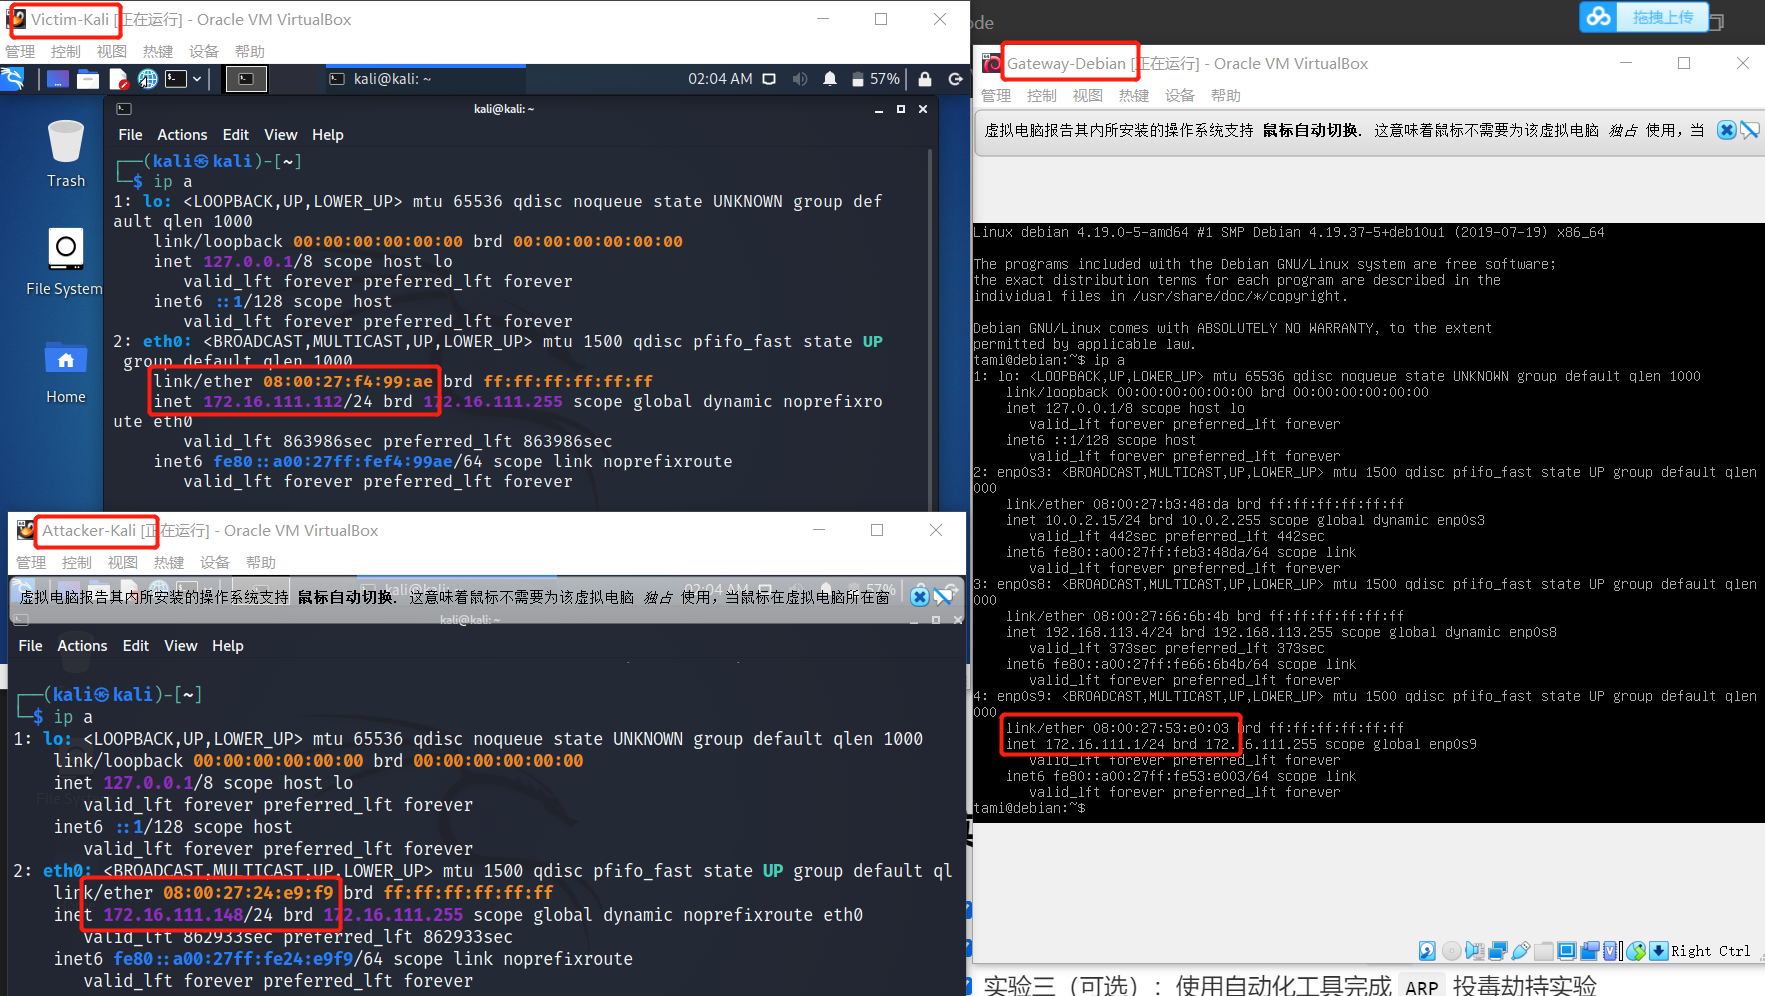 Victim-Kali [正在运行] - Oracle VM VirtualBox
管理 控制 视图 热键 设备 帮助
kali@kali: ~
02:04 AM
57%
kali@kali: ~
File Actions Edit View Help
Trash
File System
Home
┌──(kali㉿kali)-[~]
└─$ ip a
1: lo: <LOOPBACK,UP,LOWER_UP> mtu 65536 qdisc noqueue state UNKNOWN group def
ault qlen 1000
link/loopback 00:00:00:00:00:00 brd 00:00:00:00:00:00
inet 127.0.0.1/8 scope host lo
valid_lft forever preferred_lft forever
inet6 ::1/128 scope host
valid_lft forever preferred_lft forever
2: eth0: <BROADCAST,MULTICAST,UP,LOWER_UP> mtu 1500 qdisc pfifo_fast state UP
group default qlen 1000
link/ether 08:00:27:f4:99:ae brd ff:ff:ff:ff:ff:ff
inet 172.16.111.112/24 brd 172.16.111.255 scope global dynamic noprefixro
ute eth0
valid_lft 863986sec preferred_lft 863986sec
inet6 fe80::a00:27ff:fef4:99ae/64 scope link noprefixroute
valid_lft forever preferred_lft forever
Attacker-Kali [正在运行] - Oracle VM VirtualBox
管理 控制 视图 热键 设备 帮助
虚拟电脑报告其内所安装的操作系统支持 鼠标自动切换. 这意味着鼠标不需要为该虚拟电脑 独占 使用，当鼠标在虚拟电脑所在窗
kali@kali: ~
File Actions Edit View Help
┌──(kali㉿kali)-[~]
└─$ ip a
1: lo: <LOOPBACK,UP,LOWER_UP> mtu 65536 qdisc noqueue state UNKNOWN group default qlen 1000
link/loopback 00:00:00:00:00:00 brd 00:00:00:00:00:00
inet 127.0.0.1/8 scope host lo
valid_lft forever preferred_lft forever
inet6 ::1/128 scope host
valid_lft forever preferred_lft forever
2: eth0: <BROADCAST,MULTICAST,UP,LOWER_UP> mtu 1500 qdisc pfifo_fast state UP group default ql
link/ether 08:00:27:24:e9:f9 brd ff:ff:ff:ff:ff:ff
inet 172.16.111.148/24 brd 172.16.111.255 scope global dynamic noprefixroute eth0
valid_lft 862933sec preferred_lft 862933sec
inet6 fe80::a00:27ff:fe24:e9f9/64 scope link noprefixroute
valid_lft forever preferred_lft forever
ode
拖拽上传
Gateway-Debian [正在运行] - Oracle VM VirtualBox
管理 控制 视图 热键 设备 帮助
虚拟电脑报告其内所安装的操作系统支持 鼠标自动切换. 这意味着鼠标不需要为该虚拟电脑 独占 使用，当
Linux debian 4.19.0-5-amd64 #1 SMP Debian 4.19.37-5+deb10u1 (2019-07-19) x86_64
The programs included with the Debian GNU/Linux system are free software;
the exact distribution terms for each program are described in the
individual files in /usr/share/doc/*/copyright.
Debian GNU/Linux comes with ABSOLUTELY NO WARRANTY, to the extent
permitted by applicable law.
tami@debian:~$ ip a
1: lo: <LOOPBACK,UP,LOWER_UP> mtu 65536 qdisc noqueue state UNKNOWN group default qlen 1000
link/loopback 00:00:00:00:00:00 brd 00:00:00:00:00:00
inet 127.0.0.1/8 scope host lo
valid_lft forever preferred_lft forever
inet6 ::1/128 scope host
valid_lft forever preferred_lft forever
2: enp0s3: <BROADCAST,MULTICAST,UP,LOWER_UP> mtu 1500 qdisc pfifo_fast state UP group default qlen
000
link/ether 08:00:27:b3:48:da brd ff:ff:ff:ff:ff:ff
inet 10.0.2.15/24 brd 10.0.2.255 scope global dynamic enp0s3
valid_lft 442sec preferred_lft 442sec
inet6 fe80::a00:27ff:feb3:48da/64 scope link
valid_lft forever preferred_lft forever
3: enp0s8: <BROADCAST,MULTICAST,UP,LOWER_UP> mtu 1500 qdisc pfifo_fast state UP group default qlen
000
link/ether 08:00:27:66:6b:4b brd ff:ff:ff:ff:ff:ff
inet 192.168.113.4/24 brd 192.168.113.255 scope global dynamic enp0s8
valid_lft 373sec preferred_lft 373sec
inet6 fe80::a00:27ff:fe66:6b4b/64 scope link
valid_lft forever preferred_lft forever
4: enp0s9: <BROADCAST,MULTICAST,UP,LOWER_UP> mtu 1500 qdisc pfifo_fast state UP group default qlen
000
link/ether 08:00:27:53:e0:03 brd ff:ff:ff:ff:ff:ff
inet 172.16.111.1/24 brd 172.16.111.255 scope global enp0s9
valid_lft forever preferred_lft forever
inet6 fe80::a00:27ff:fe53:e003/64 scope link
valid_lft forever preferred_lft forever
tami@debian:~$
Right Ctrl
实验三（可选）：使用自动化工具完成 ARP 投毒劫持实验